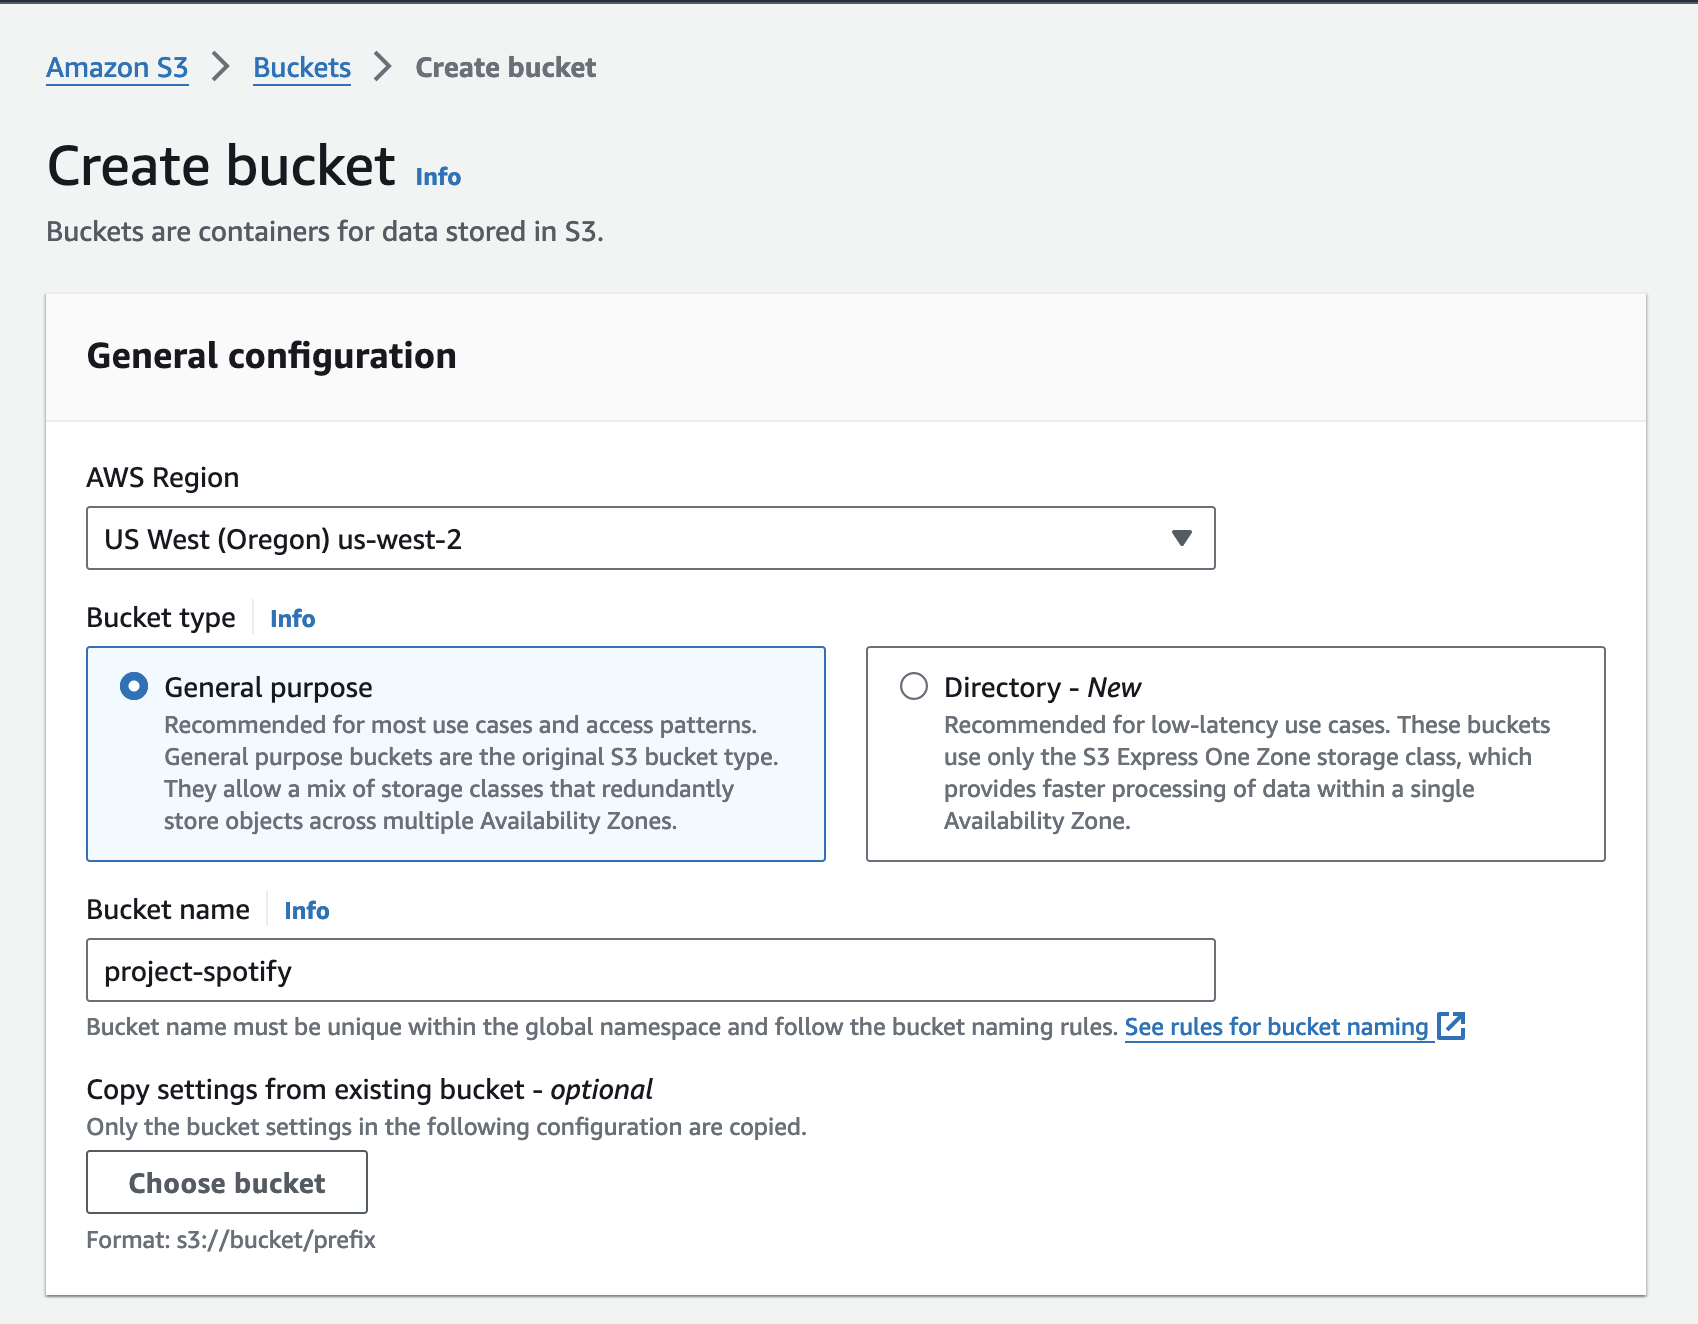 Amazon S3 > Buckets > Create bucket
Create bucket Info
Buckets are containers for data stored in S3.
General configuration
AWS Region
US West (Oregon) us-west-2
Bucket type Info
General purpose
Recommended for most use cases and access patterns.
General purpose buckets are the original S3 bucket type.
They allow a mix of storage classes that redundantly
store objects across multiple Availability Zones.
Directory - New
Recommended for low-latency use cases. These buckets
use only the S3 Express One Zone storage class, which
provides faster processing of data within a single
Availability Zone.
Bucket name Info
project-spotify
Bucket name must be unique within the global namespace and follow the bucket naming rules. See rules for bucket naming
Copy settings from existing bucket - optional
Only the bucket settings in the following configuration are copied.
Choose bucket
Format: s3://bucket/prefix